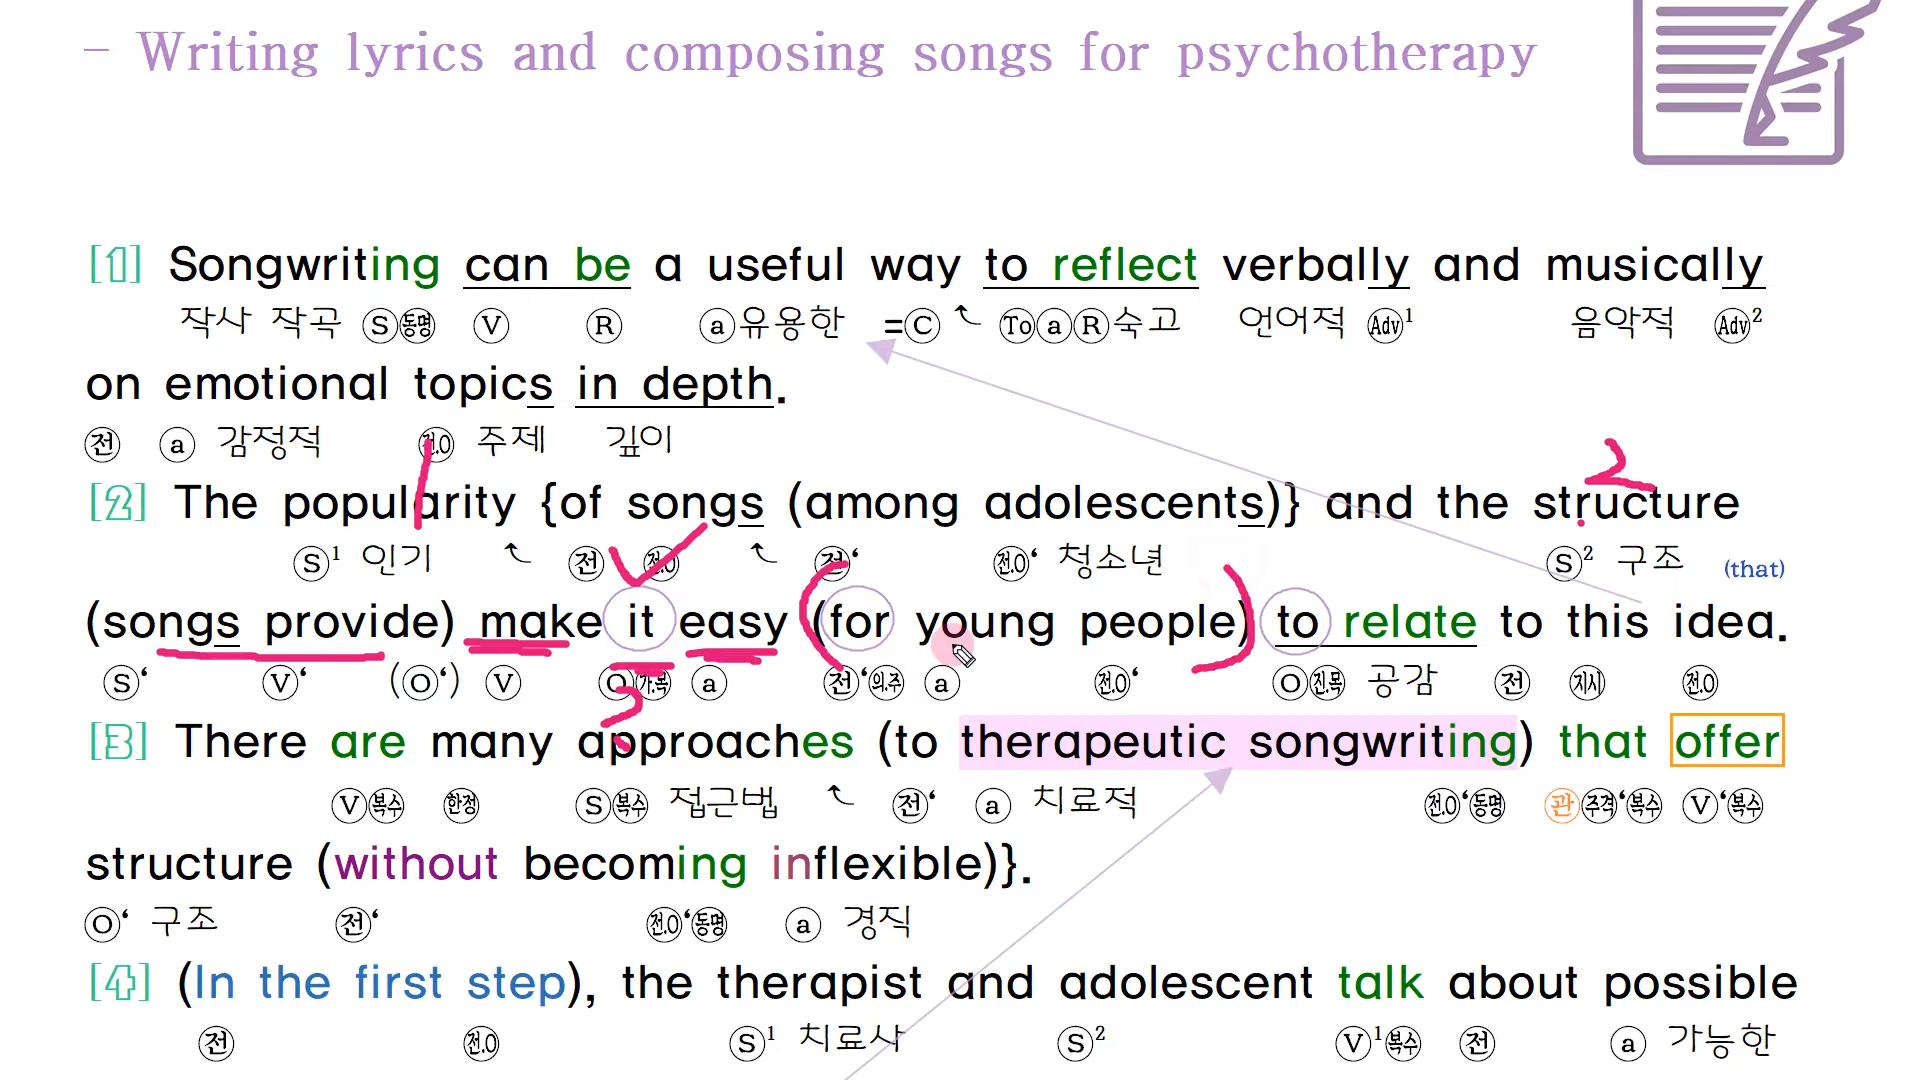 - Writing lyrics and composing songs for psychotherapy
[1] Songwriting can be a useful way to reflect verbally and musically
작사 작곡 S 동명 V R a 유용한 =C To a R 숙고 언어적 Adv1 음악적 Adv2
on emotional topics in depth.
전 a 감정적 전.O 주제 깊이
[2] The popularity {of songs (among adolescents)} and the structure
S1 인기 전 전.O 전‘ 전.O‘ 청소년 S2 구조 (that)
(songs provide) make it easy (for young people) to relate to this idea.
S‘ V‘ (O‘) V O a 전‘ 의.주 a 전.O‘ O 진.목 공감 전 지시 전.O
[3] There are many approaches (to therapeutic songwriting) that offer
V 복수 한정 S 복수 접근법 전‘ a 치료적 전.O‘ 동명 관 주격‘ 복수 V‘ 복수
structure (without becoming inflexible)}.
O‘ 구조 전‘ 전.O‘ 동명 a 경직
[4] (In the first step), the therapist and adolescent talk about possible
전 전.O S1 치료사 S2 V1 복수 전 a 가능한